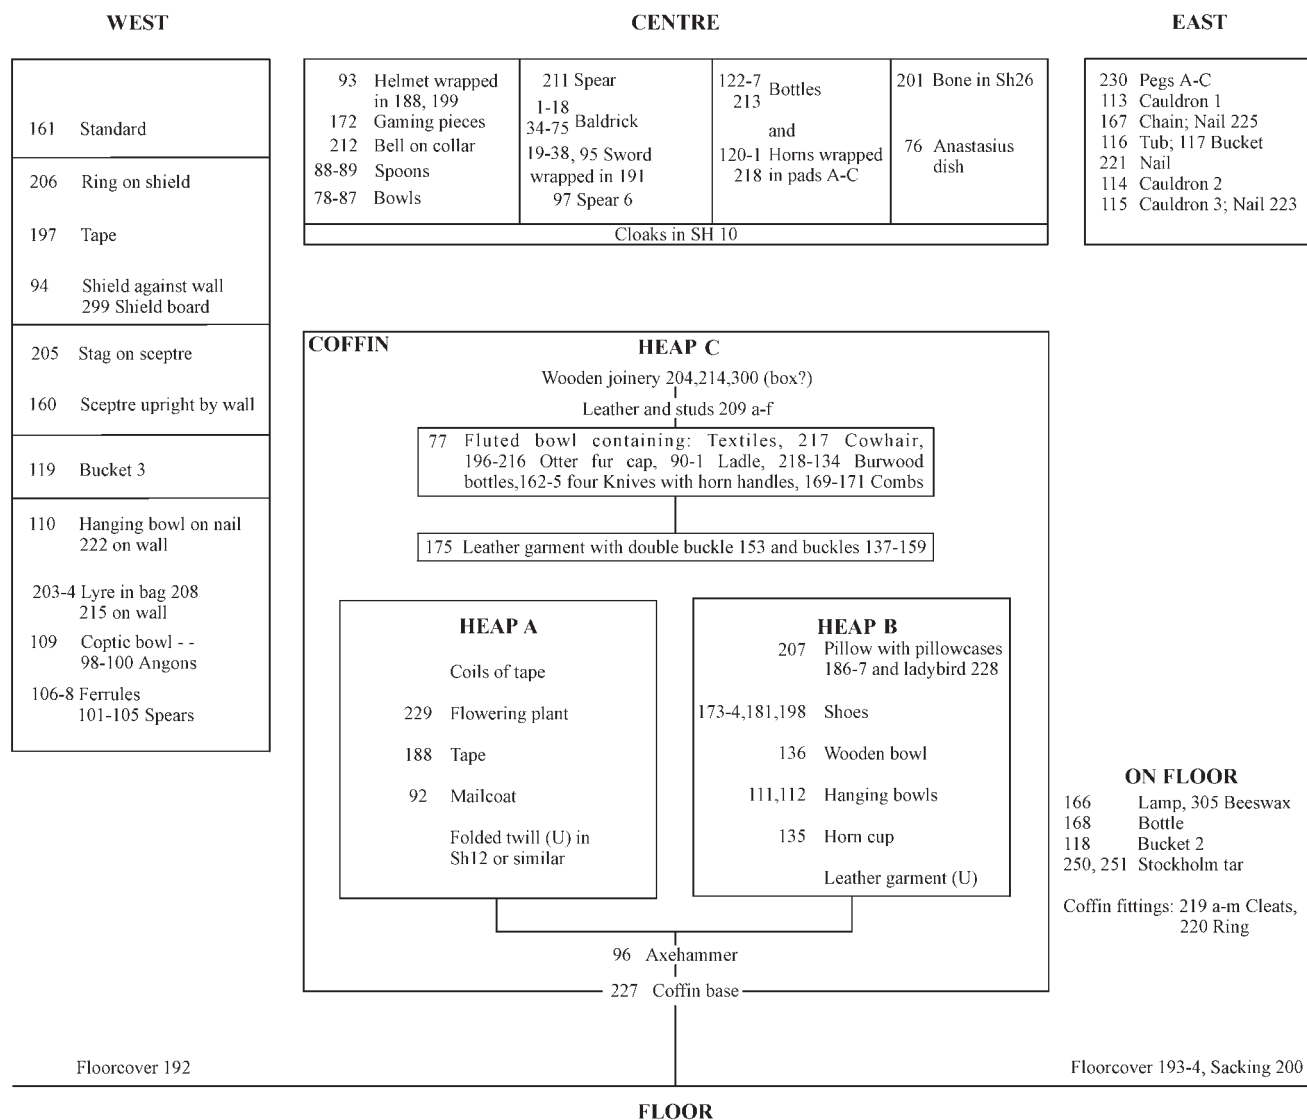 WEST
161 Standard
206 Ring on shield
197 Tape
94 Shield against wall
299 Shield board
205 Stag on sceptre
160 Sceptre upright by wall
119 Bucket 3
110 Hanging bowl on nail
222 on wall
203-4 Lyre in bag 208
215 on wall
109 Coptic bowl - -
98-100 Angons
106-8 Ferrules
101-105 Spears
CENTRE
93 Helmet wrapped
in 188, 199
172 Gaming pieces
212 Bell on collar
88-89 Spoons
78-87 Bowls
211 Spear
1-18
34-75 Baldrick
19-38, 95 Sword
wrapped in 191
97 Spear 6
122-7
213 Bottles
and
120-1 Horns wrapped
218 in pads A-C
201 Bone in Sh26
76 Anastasius
dish
Cloaks in SH 10
EAST
230 Pegs A-C
113 Cauldron 1
167 Chain; Nail 225
116 Tub; 117 Bucket
221 Nail
114 Cauldron 2
115 Cauldron 3; Nail 223
COFFIN
HEAP C
Wooden joinery 204,214,300 (box?)
Leather and studs 209 a-f
77 Fluted bowl containing: Textiles, 217 Cowhair,
196-216 Otter fur cap, 90-1 Ladle, 218-134 Burwood
bottles,162-5 four Knives with horn handles, 169-171 Combs
175 Leather garment with double buckle 153 and buckles 137-159
HEAP A
Coils of tape
229 Flowering plant
188 Tape
92 Mailcoat
Folded twill (U) in
Sh12 or similar
HEAP B
207 Pillow with pillowcases
186-7 and ladybird 228
173-4,181,198 Shoes
136 Wooden bowl
111,112 Hanging bowls
135 Horn cup
Leather garment (U)
96 Axehammer
227 Coffin base
ON FLOOR
166 Lamp, 305 Beeswax
168 Bottle
118 Bucket 2
250, 251 Stockholm tar
Coffin fittings: 219 a-m Cleats,
220 Ring
Floorcover 192
Floorcover 193-4, Sacking 200
FLOOR